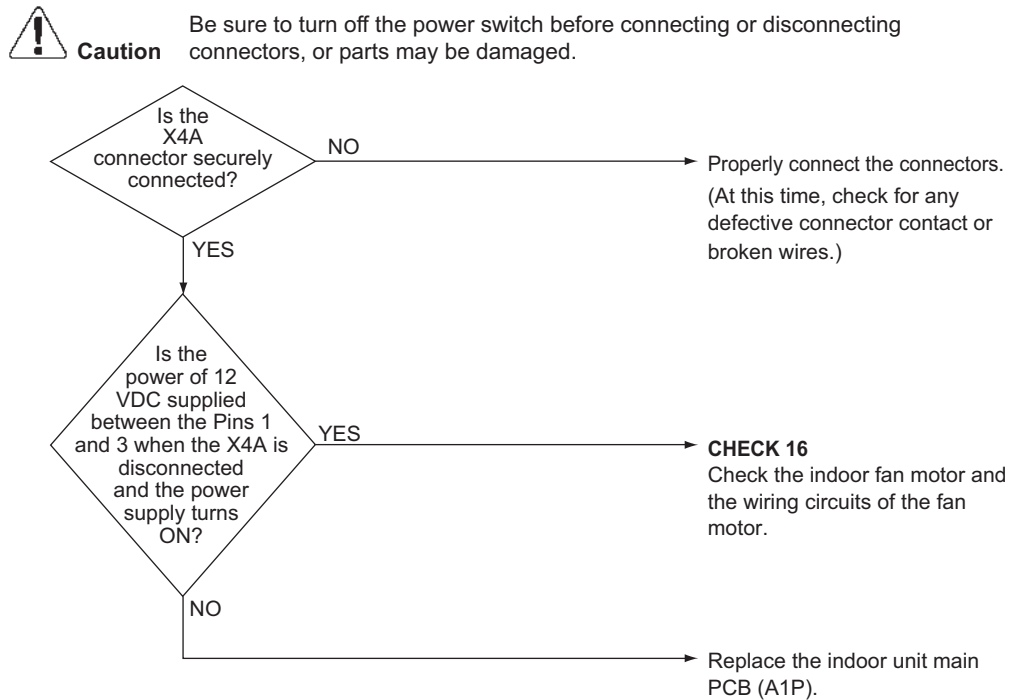 Be sure to turn off the power switch before connecting or disconnecting
Caution connectors, or parts may be damaged.
Is the
X4A
connector securely
connected?
NO
Properly connect the connectors.
(At this time, check for any
defective connector contact or
broken wires.)
YES
Is the
power of 12
VDC supplied
between the Pins 1
and 3 when the X4A is
disconnected
and the power
supply turns
ON?
YES
CHECK 16
Check the indoor fan motor and
the wiring circuits of the fan
motor.
NO
Replace the indoor unit main
PCB (A1P).